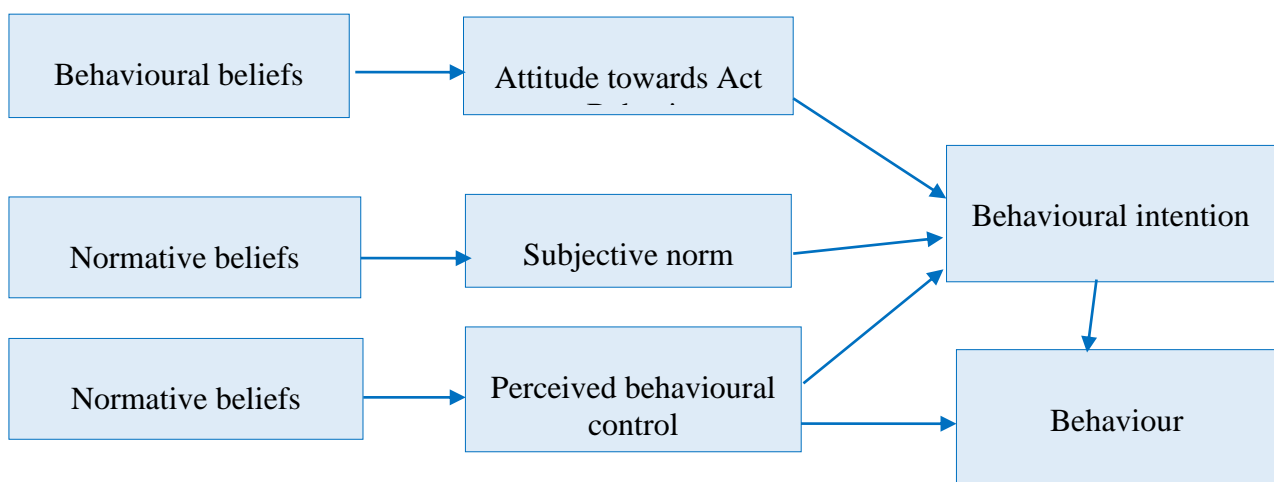 Behavioural beliefs
Attitude towards Act
Behavioural intention
Normative beliefs
Subjective norm
Normative beliefs
Perceived behavioural
control
Behaviour